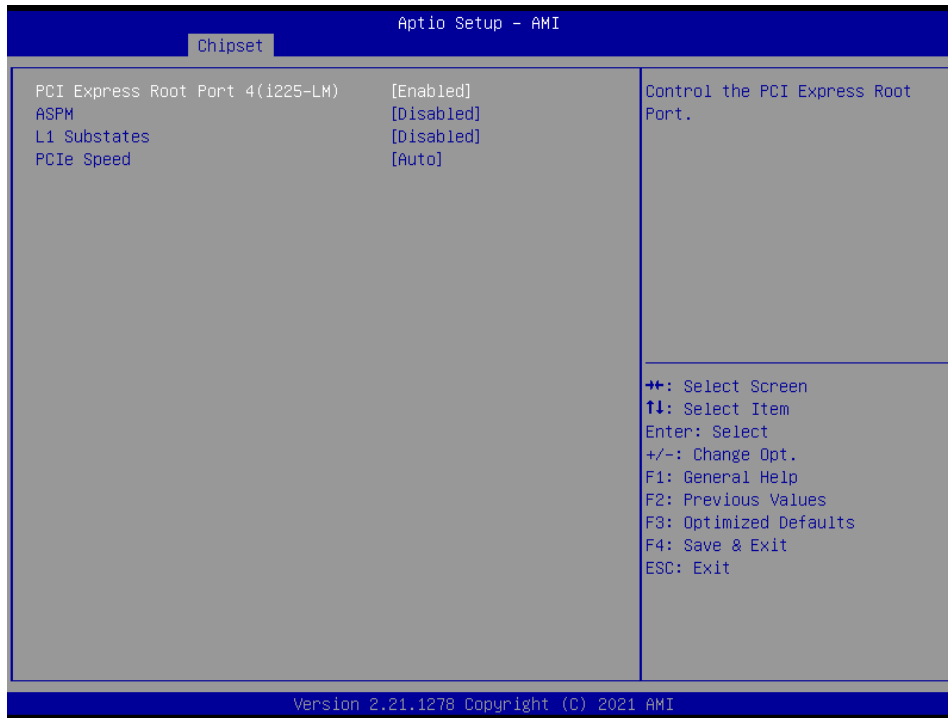 Aptio Setup – AMI
Chipset
PCI Express Root Port 4(i225-LM) [Enabled]
ASPM [Disabled]
L1 Substates [Disabled]
PCIe Speed [Auto]
Control the PCI Express Root
Port.
→←: Select Screen
↑↓: Select Item
Enter: Select
+/-: Change Opt.
F1: General Help
F2: Previous Values
F3: Optimized Defaults
F4: Save & Exit
ESC: Exit
Version 2.21.1278 Copyright (C) 2021 AMI